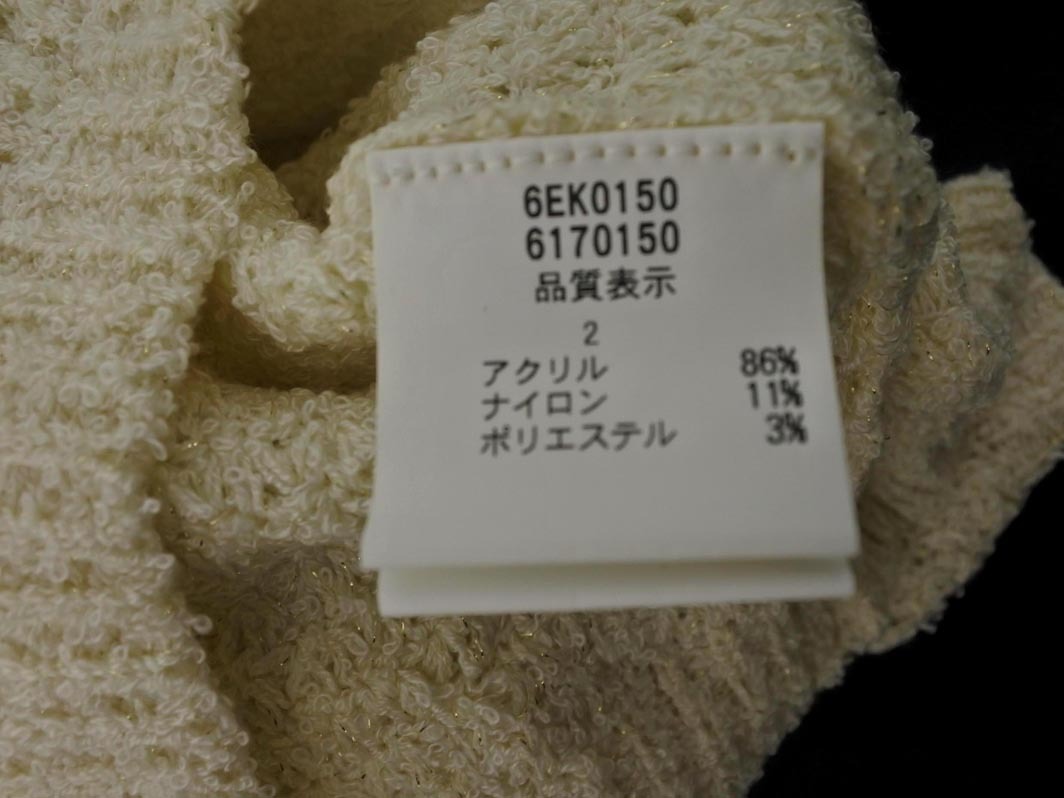 6EK0150
6170150
品質表示
2
アクリル 86%
ナイロン 11%
ポリエステル 3%